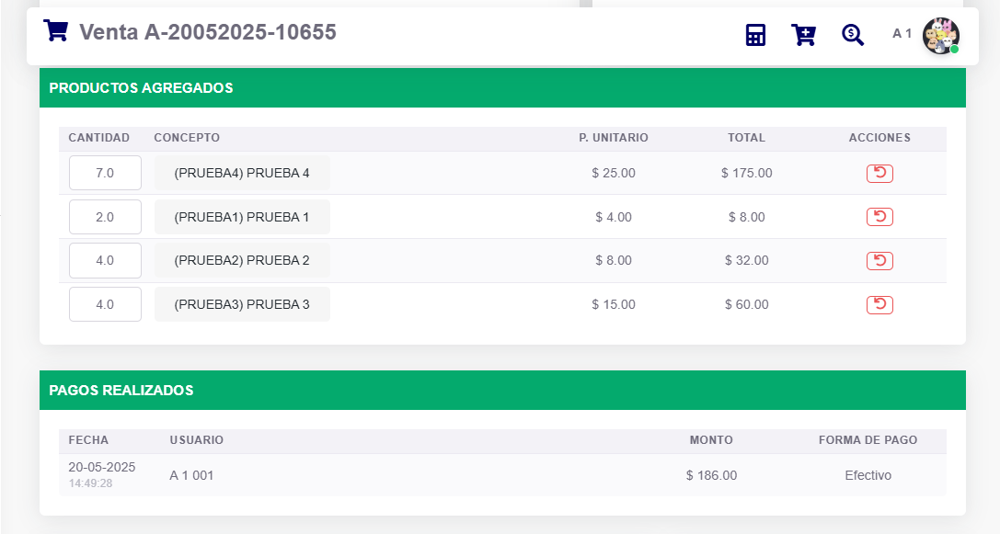 Venta A-20052025-10655
A 1
PRODUCTOS AGREGADOS
CANTIDAD CONCEPTO P. UNITARIO TOTAL ACCIONES
7.0 (PRUEBA4) PRUEBA 4 $ 25.00 $ 175.00
2.0 (PRUEBA1) PRUEBA 1 $ 4.00 $ 8.00
4.0 (PRUEBA2) PRUEBA 2 $ 8.00 $ 32.00
4.0 (PRUEBA3) PRUEBA 3 $ 15.00 $ 60.00
PAGOS REALIZADOS
FECHA USUARIO MONTO FORMA DE PAGO
20-05-2025
14:49:28
A 1 001 $ 186.00 Efectivo